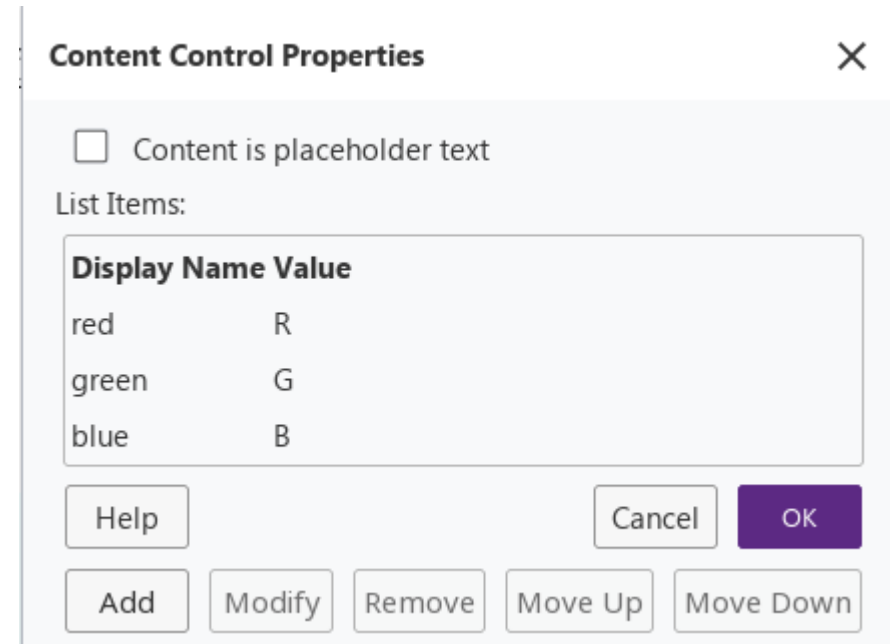 Content Control Properties
Content is placeholder text
List Items:
Display Name Value
red R
green G
blue B
Help Cancel OK
Add Modify Remove Move Up Move Down